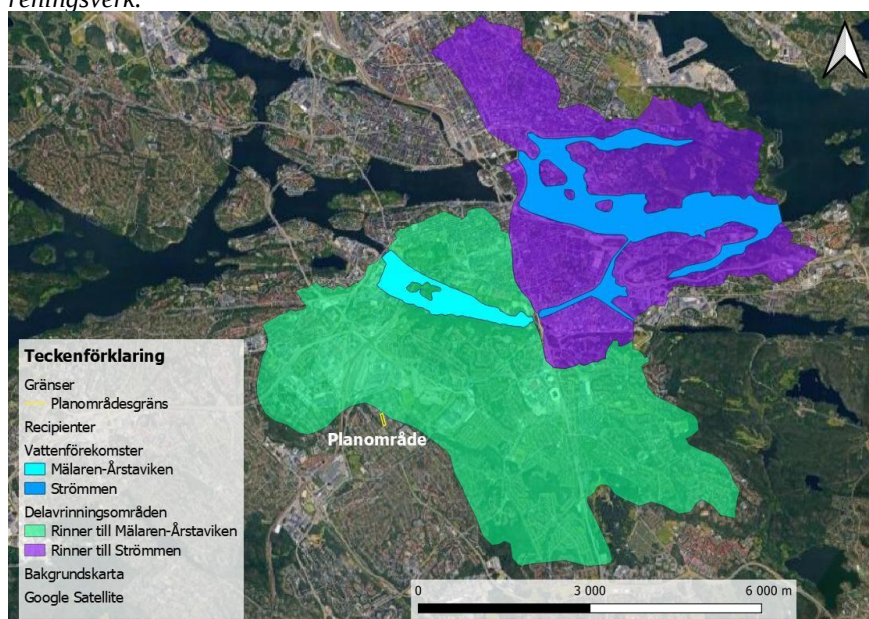 reningsverk.
Teckenförklaring
Gränser
Planområdesgräns
Recipienter
Vattenförekomster
Mälaren-Årstaviken
Strömmen
Delavrinningsområden
Rinner till Mälaren-Årstaviken
Rinner till Strömmen
Bakgrundskarta
Google Satellite
Planområde
0 3 000 6 000 m